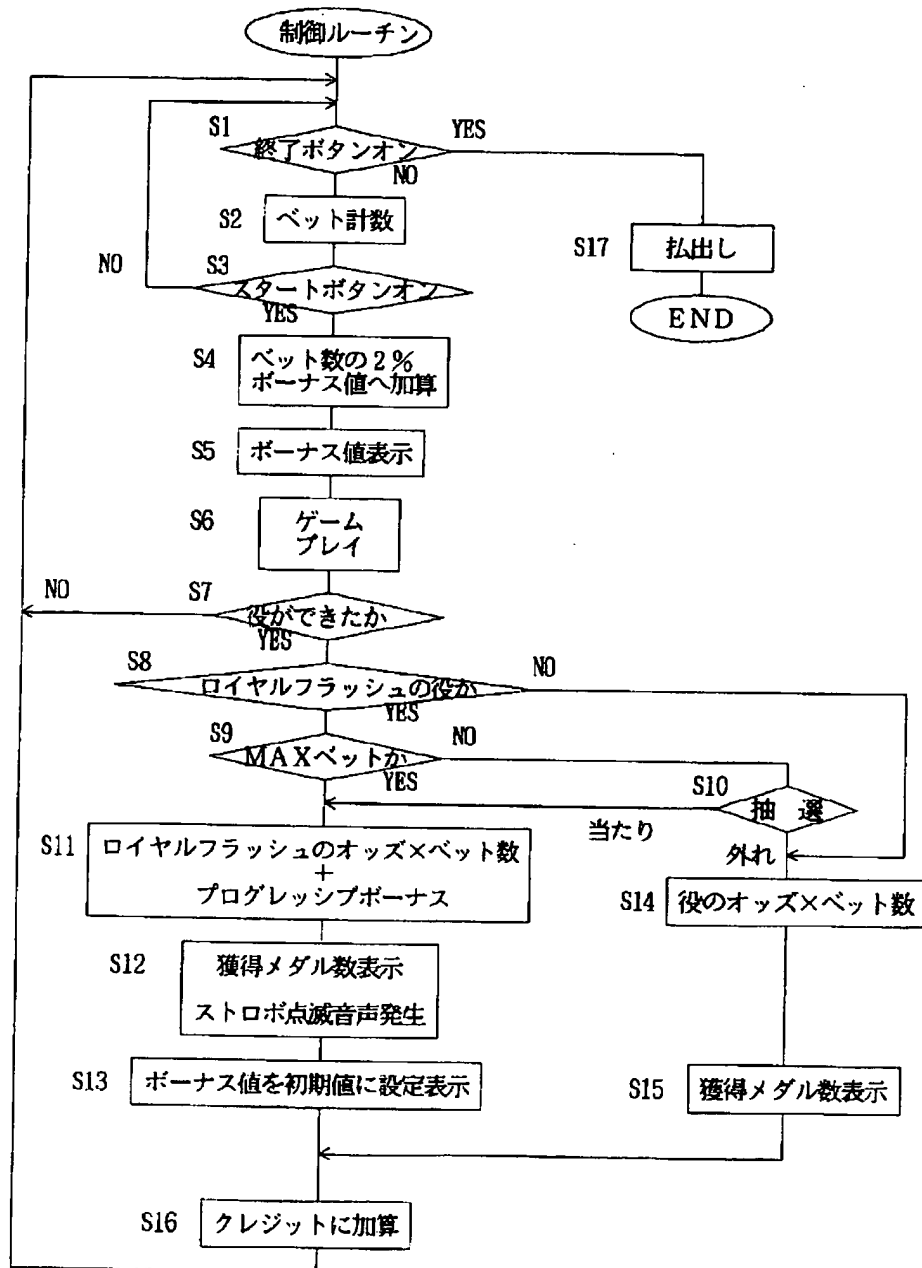 制御ルーチン
S1
終了ボタンオン
YES
NO
S2
ベット計数
S17
払出し
NO
S3
スタートボタンオン
YES
END
S4
ベット数の2%
ボーナス値へ加算
S5
ボーナス値表示
S6
ゲーム
プレイ
NO
S7
役ができたか
YES
S8
ロイヤルフラッシュの役か
NO
YES
S9
MAXベットか
NO
YES
S10
抽選
当たり
外れ
S11
ロイヤルフラッシュのオッズ×ベット数
+
プログレッシブボーナス
S14
役のオッズ×ベット数
S12
獲得メダル数表示
ストロボ点滅音声発生
S13
ボーナス値を初期値に設定表示
S15
獲得メダル数表示
S16
クレジットに加算